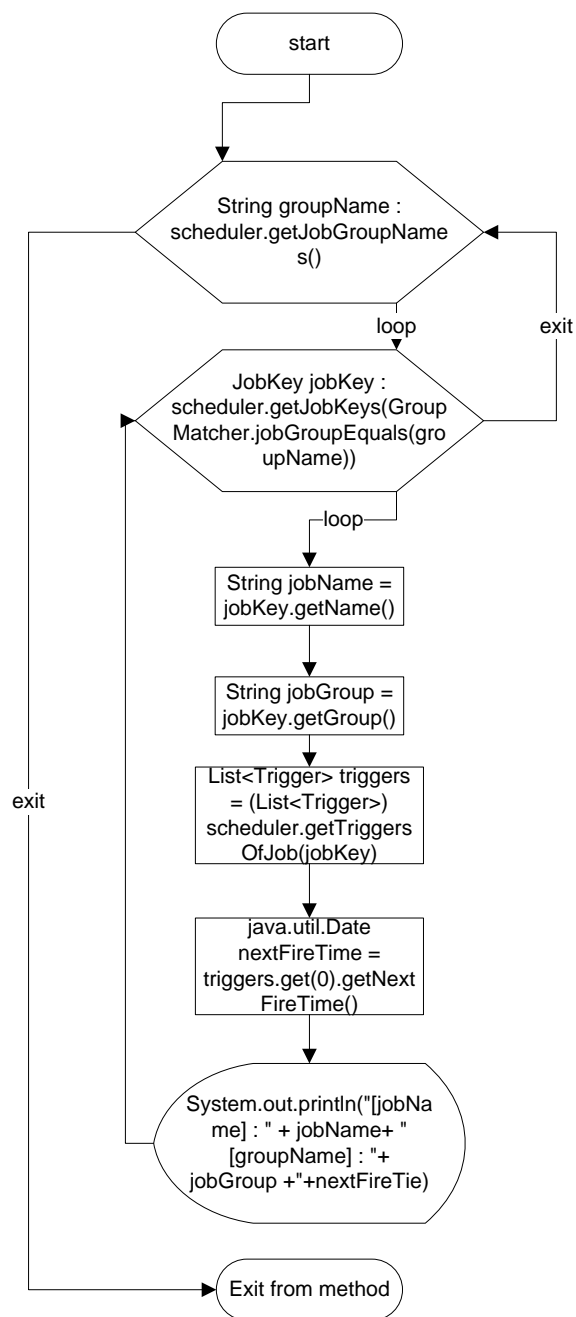 start
String groupName :
scheduler.getJobGroupName
s()
loop
exit
JobKey jobKey :
scheduler.getJobKeys(Group
Matcher.jobGroupEquals(gro
upName))
loop
String jobName =
jobKey.getName()
String jobGroup =
jobKey.getGroup()
List<Trigger> triggers
= (List<Trigger>)
scheduler.getTriggers
OfJob(jobKey)
exit
java.util.Date
nextFireTime =
triggers.get(0).getNext
FireTime()
System.out.println("[jobNa
me] : " + jobName+ "
[groupName] : "+
jobGroup +"+nextFireTie)
Exit from method